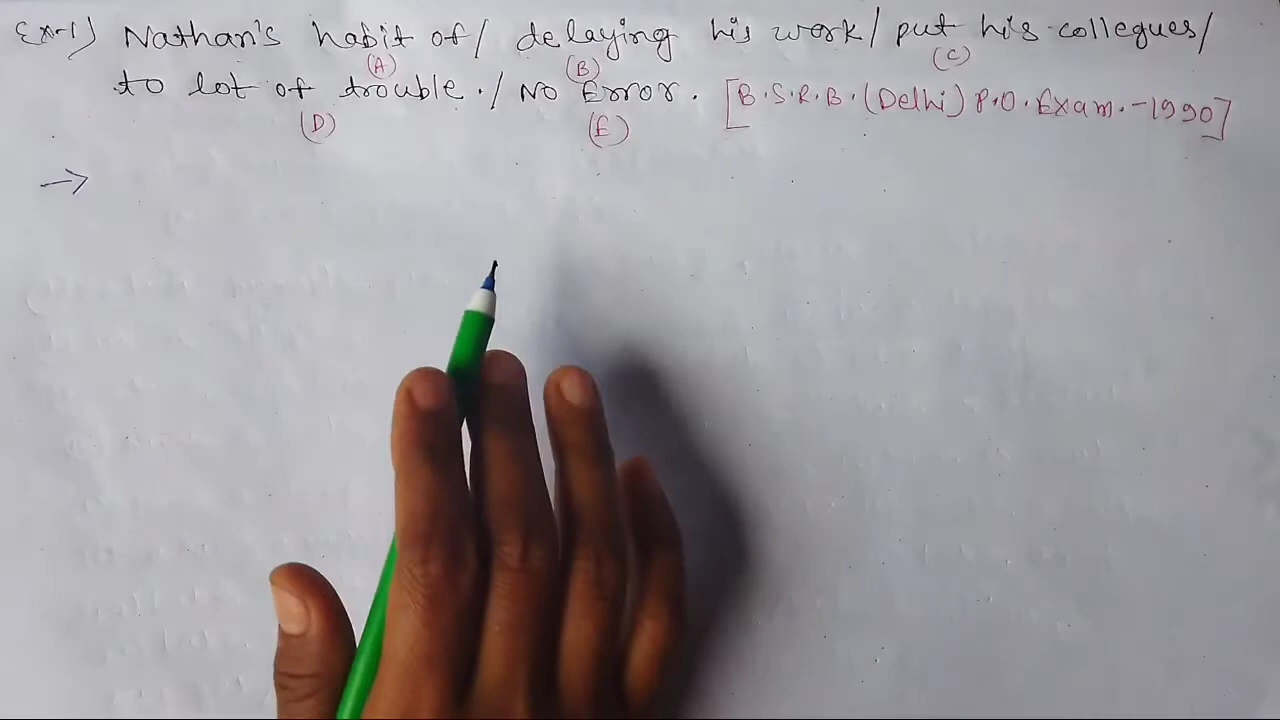 Ex-1) Nathan's habit of/ delaying his work/ put his collegues/
(A) (B) (C)
to lot of trouble./ No Error. [B.S.R.B.(Delhi) P.O. Exam.-1990]
(D) (E)
→